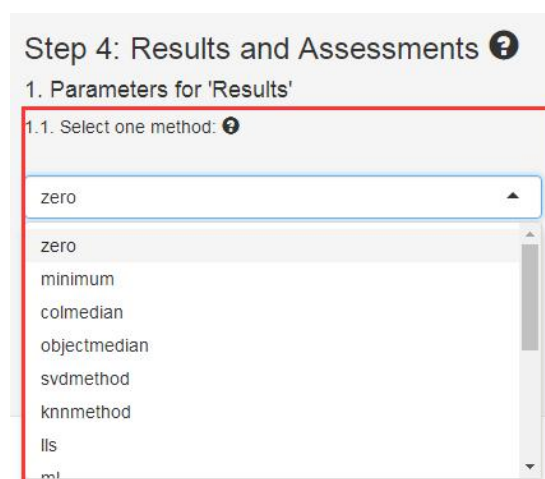 Step 4: Results and Assessments ?
1. Parameters for 'Results'
1.1. Select one method: ?
zero
zero
minimum
colmedian
objectmedian
svdmethod
knnmethod
lls